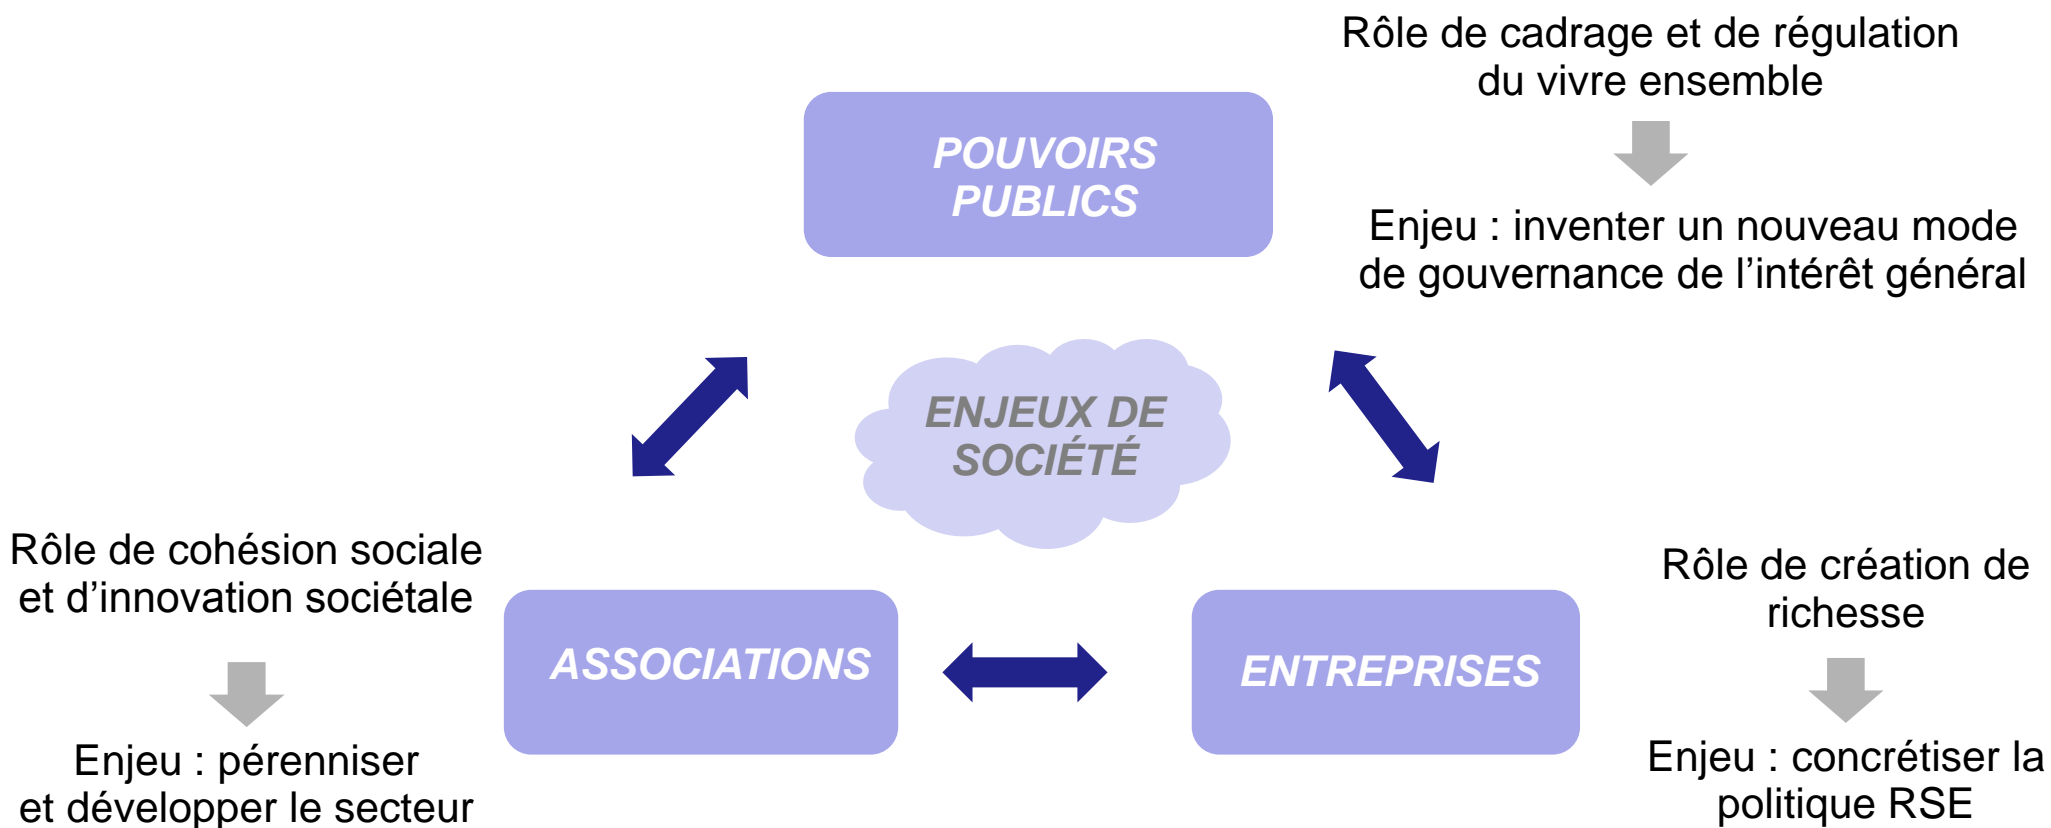 Rôle de cadrage et de régulation
du vivre ensemble
POUVOIRS
PUBLICS
Enjeu : inventer un nouveau mode
de gouvernance de l’intérêt général
ENJEUX DE
SOCIÉTÉ
Rôle de cohésion sociale
et d’innovation sociétale
ASSOCIATIONS
Enjeu : pérenniser
et développer le secteur
ENTREPRISES
Rôle de création de
richesse
Enjeu : concrétiser la
politique RSE